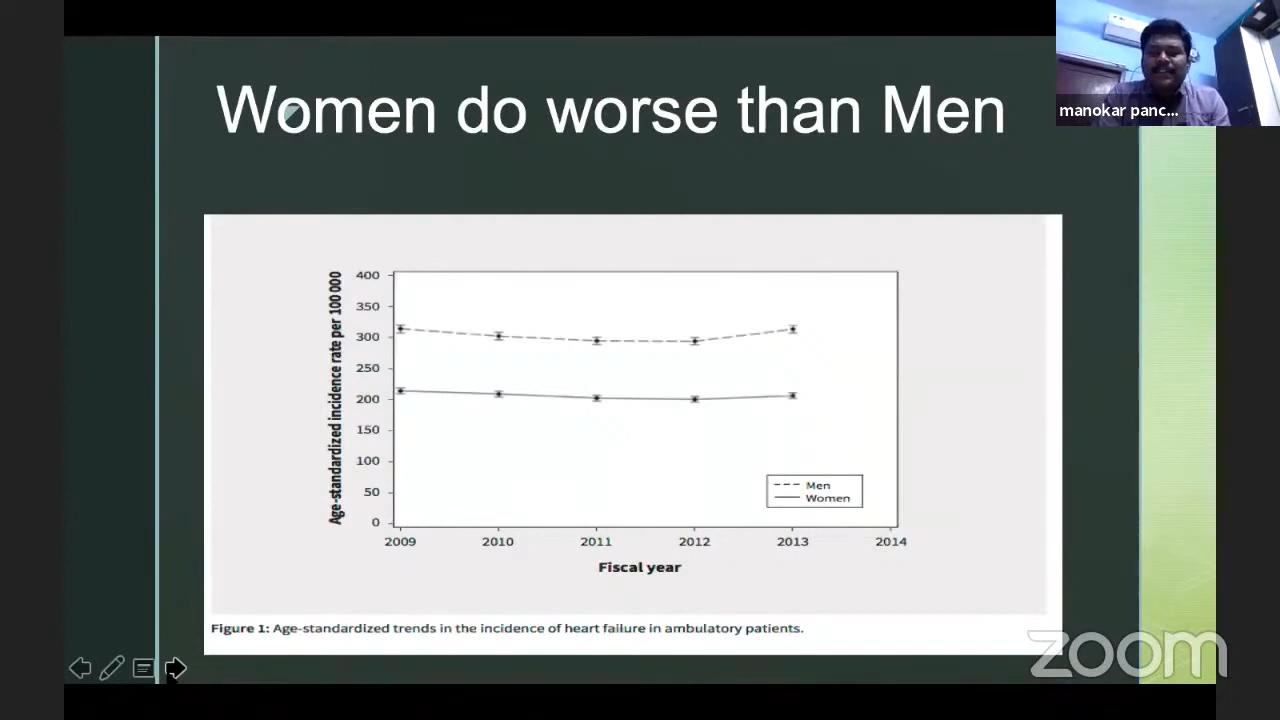 Women do worse than Men
manokar panc...
Age-standardized incidence rate per 100 000
400
350
300
250
200
150
100
50
0
Men
Women
2009 2010 2011 2012 2013 2014
Fiscal year
Figure 1: Age-standardized trends in the incidence of heart failure in ambulatory patients.
zoom